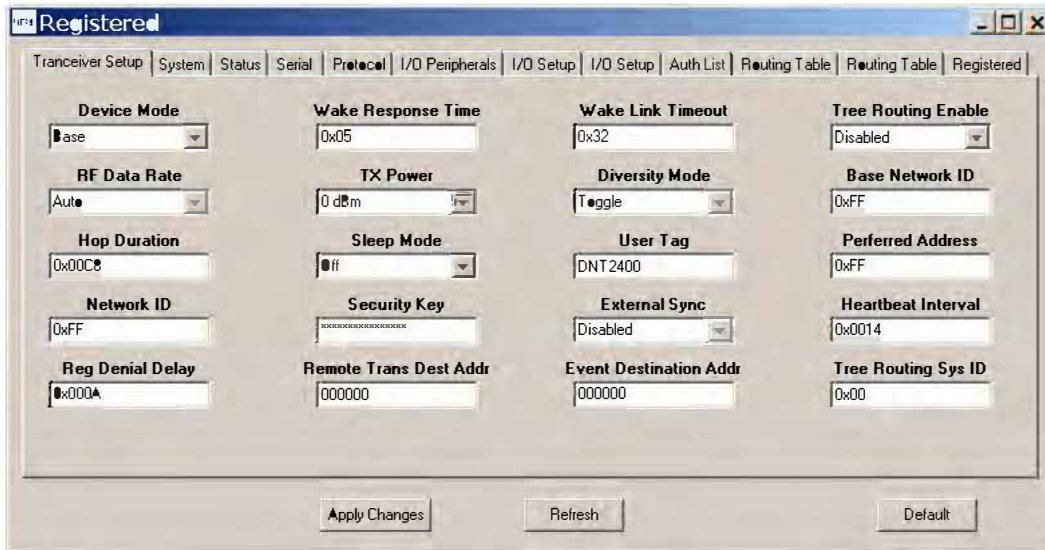 Registered
Tranceiver Setup System Status Serial Protocol I/O Peripherals I/O Setup I/O Setup Auth List Routing Table Routing Table Registered
Device Mode Wake Response Time Wake Link Timeout Tree Routing Enable
Base 0x05 0x32 Disabled
RF Data Rate TX Power Diversity Mode Base Network ID
Auto 0 dBm Toggle 0xFF
Hop Duration Sleep Mode User Tag Perferred Address
0x00C8 Off DNT2400 0xFF
Network ID Security Key External Sync Heartbeat Interval
0xFF **************** Disabled 0x0014
Reg Denial Delay Remote Trans Dest Addr Event Destination Addr Tree Routing Sys ID
0x000A 000000 000000 0x00
Apply Changes Refresh Default